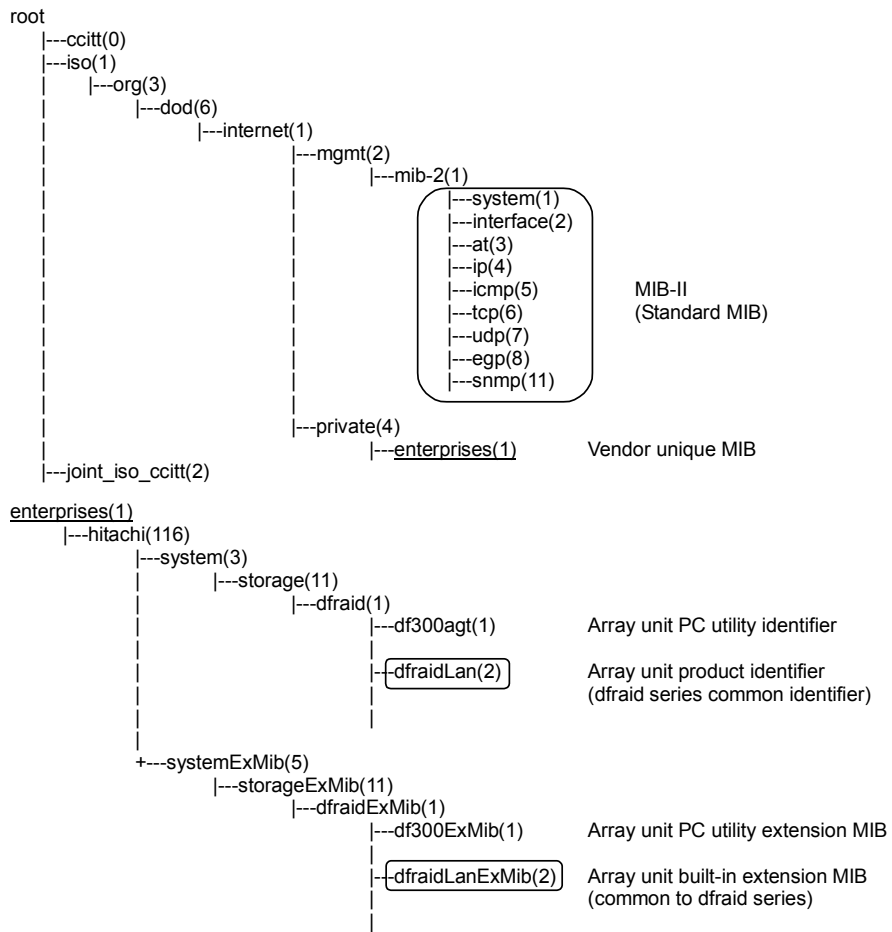 root
|---ccitt(0)
|---iso(1)
| |---org(3)
| |---dod(6)
| |---internet(1)
| |---mgmt(2)
| | |---mib-2(1)
| | |---system(1)
| | |---interface(2)
| | |---at(3)
| | |---ip(4)
| | |---icmp(5) MIB-II
| | |---tcp(6) (Standard MIB)
| | |---udp(7)
| | |---egp(8)
| | |---snmp(11)
| |
| |---private(4)
| |---enterprises(1) Vendor unique MIB
|---joint_iso_ccitt(2)
enterprises(1)
|---hitachi(116)
|---system(3)
| |---storage(11)
| |---dfraid(1)
| |---df300agt(1) Array unit PC utility identifier
| |
| |---dfraidLan(2) Array unit product identifier
| | (dfraid series common identifier)
| |
|
+---systemExMib(5)
|---storageExMib(11)
|---dfraidExMib(1)
|---df300ExMib(1) Array unit PC utility extension MIB
|
|---dfraidLanExMib(2) Array unit built-in extension MIB
| (common to dfraid series)
|